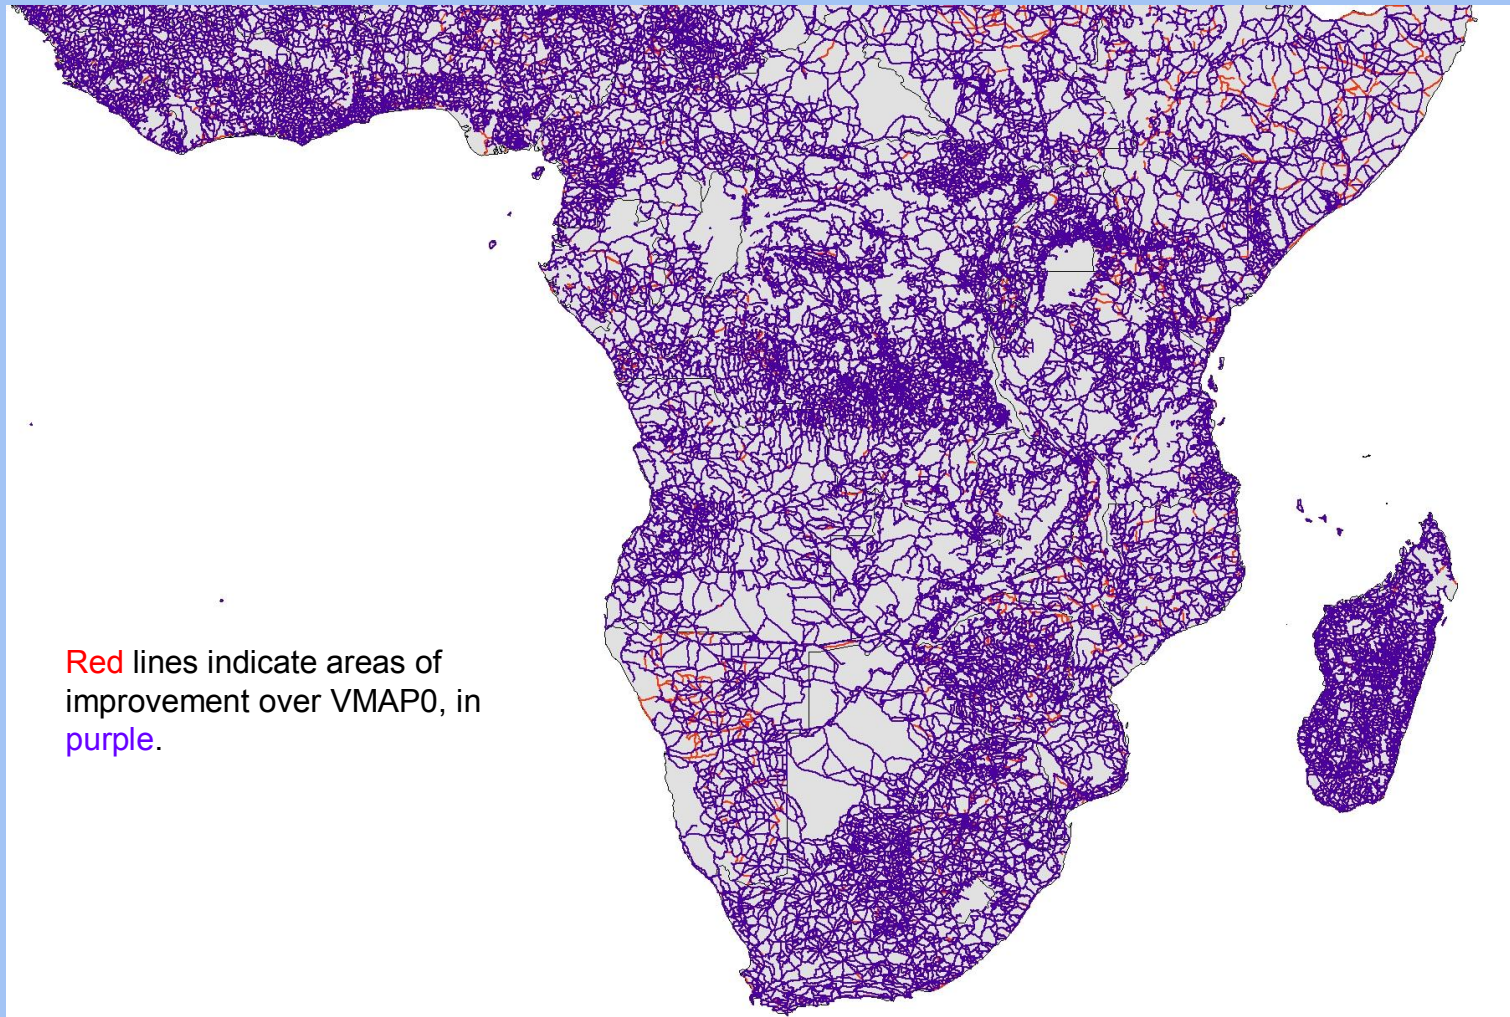 Red lines indicate areas of
improvement over VMAP0, in
purple.